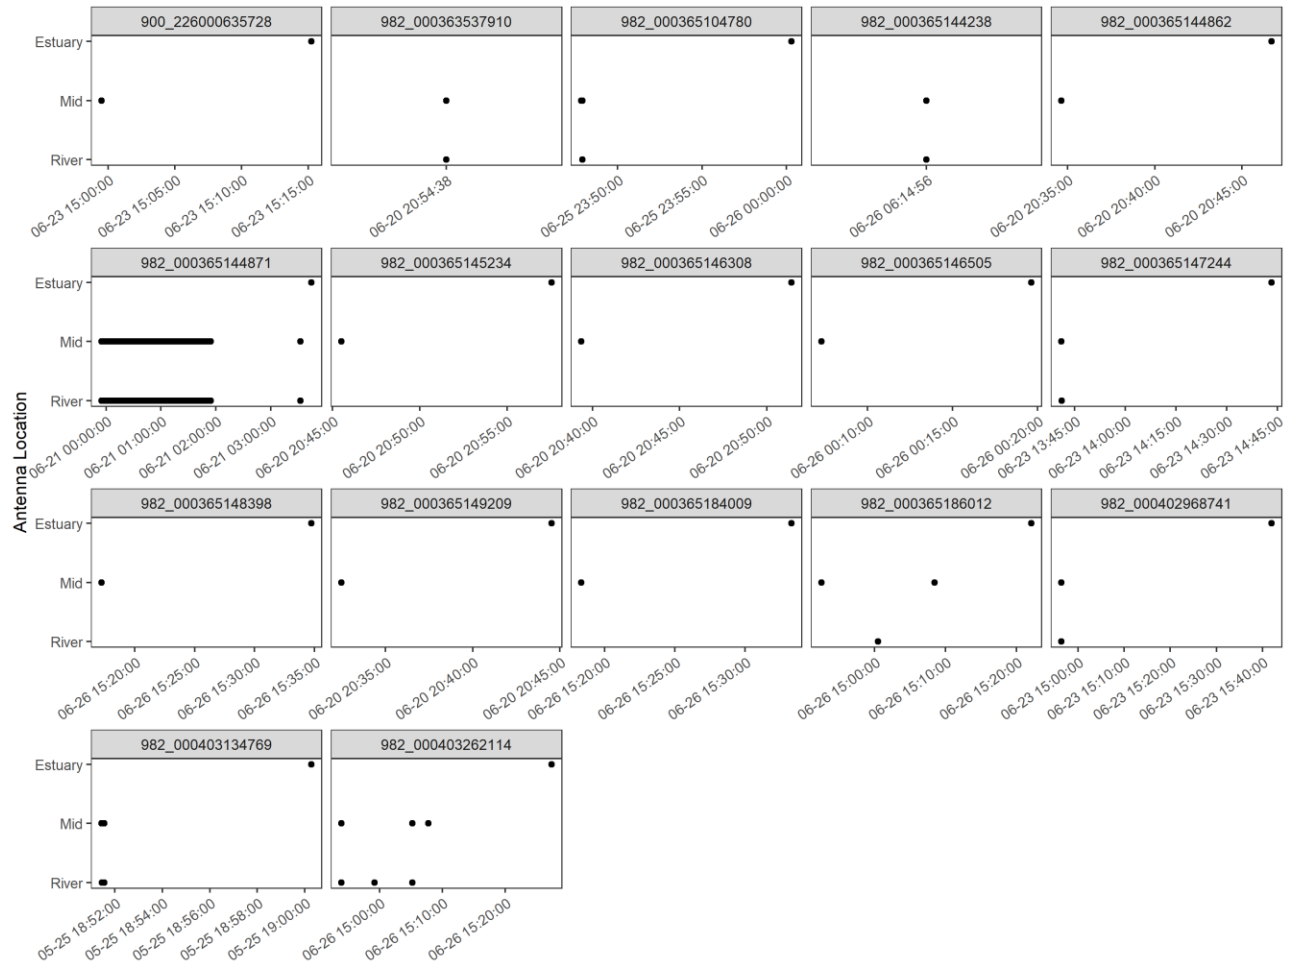 900_226000635728 982_000363537910 982_000365104780 982_000365144238 982_000365144862
Estuary
Mid
River
06-23 15:00:00 06-23 15:05:00 06-23 15:10:00 06-23 15:15:00 06-20 20:54:38 06-25 23:50:00 06-25 23:55:00 06-26 00:00:00 06-26 06:14:56 06-20 20:35:00 06-20 20:40:00 06-20 20:45:00
982_000365144871 982_000365145234 982_000365146308 982_000365146505 982_000365147244
Estuary
Mid
River
06-21 00:00:00 06-21 01:00:00 06-21 02:00:00 06-21 03:00:00 06-20 20:45:00 06-20 20:50:00 06-20 20:55:00 06-20 20:40:00 06-20 20:45:00 06-20 20:50:00 06-26 00:10:00 06-26 00:15:00 06-26 00:20:00 06-23 13:45:00 06-23 14:00:00 06-23 14:15:00 06-23 14:30:00 06-23 14:45:00
Antenna Location
982_000365148398 982_000365149209 982_000365184009 982_000365186012 982_000402968741
Estuary
Mid
River
06-26 15:20:00 06-26 15:25:00 06-26 15:30:00 06-26 15:35:00 06-20 20:35:00 06-20 20:40:00 06-20 20:45:00 06-26 15:20:00 06-26 15:25:00 06-26 15:30:00 06-26 15:00:00 06-26 15:10:00 06-26 15:20:00 06-23 15:00:00 06-23 15:10:00 06-23 15:20:00 06-23 15:30:00 06-23 15:40:00
982_000403134769 982_000403262114
Estuary
Mid
River
05-25 18:52:00 05-25 18:54:00 05-25 18:56:00 05-25 18:58:00 05-25 19:00:00 06-26 15:00:00 06-26 15:10:00 06-26 15:20:00